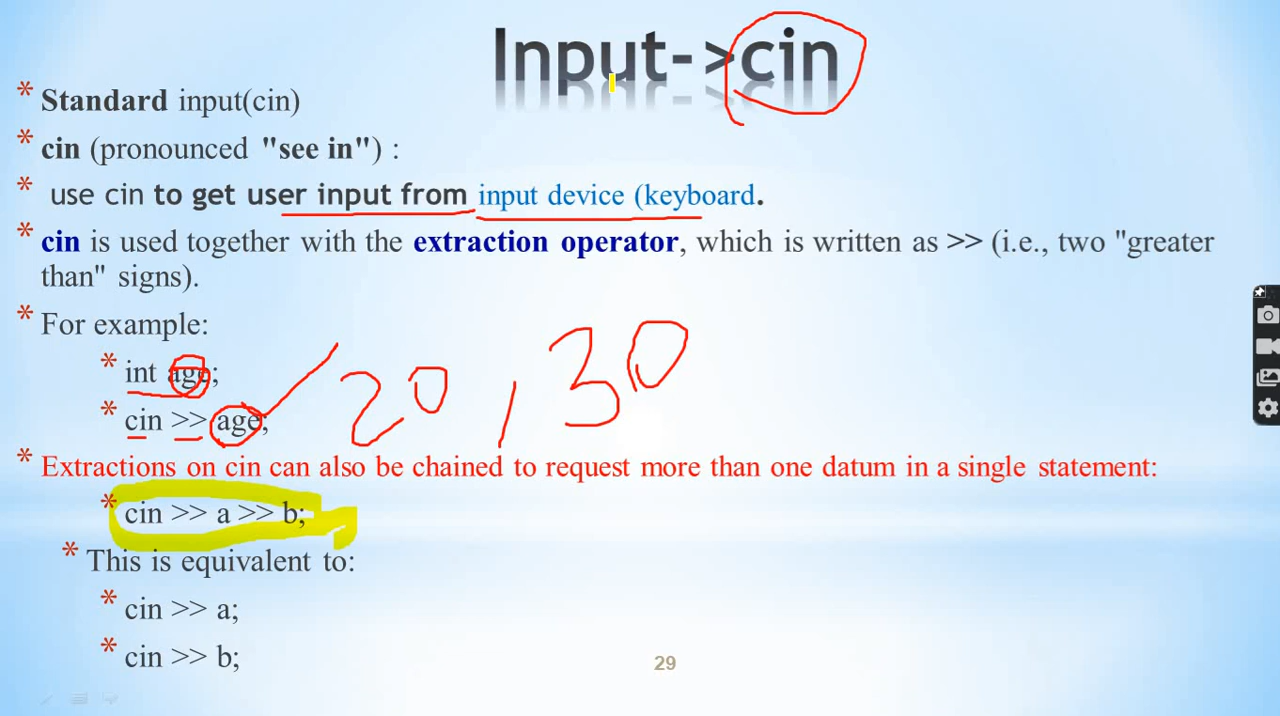 Input->cin
* Standard input(cin)
* cin (pronounced "see in") :
* use cin to get user input from input device (keyboard.
* cin is used together with the extraction operator, which is written as >> (i.e., two "greater
than" signs).
* For example:
* int age;
* cin >> age;
20, 30
* Extractions on cin can also be chained to request more than one datum in a single statement:
* cin >> a >> b;
* This is equivalent to:
* cin >> a;
* cin >> b;
29